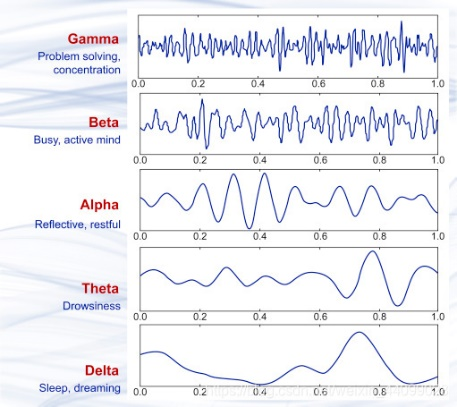 Gamma
Problem solving,
concentration
0.0 0.2 0.4 0.6 0.8 1.0
Beta
Busy, active mind
0.0 0.2 0.4 0.6 0.8 1.0
Alpha
Reflective, restful
0.0 0.2 0.4 0.6 0.8 1.0
Theta
Drowsiness
0.0 0.2 0.4 0.6 0.8 1.0
Delta
Sleep, dreaming
0.0 0.2 0.4 0.6 0.8 1.0